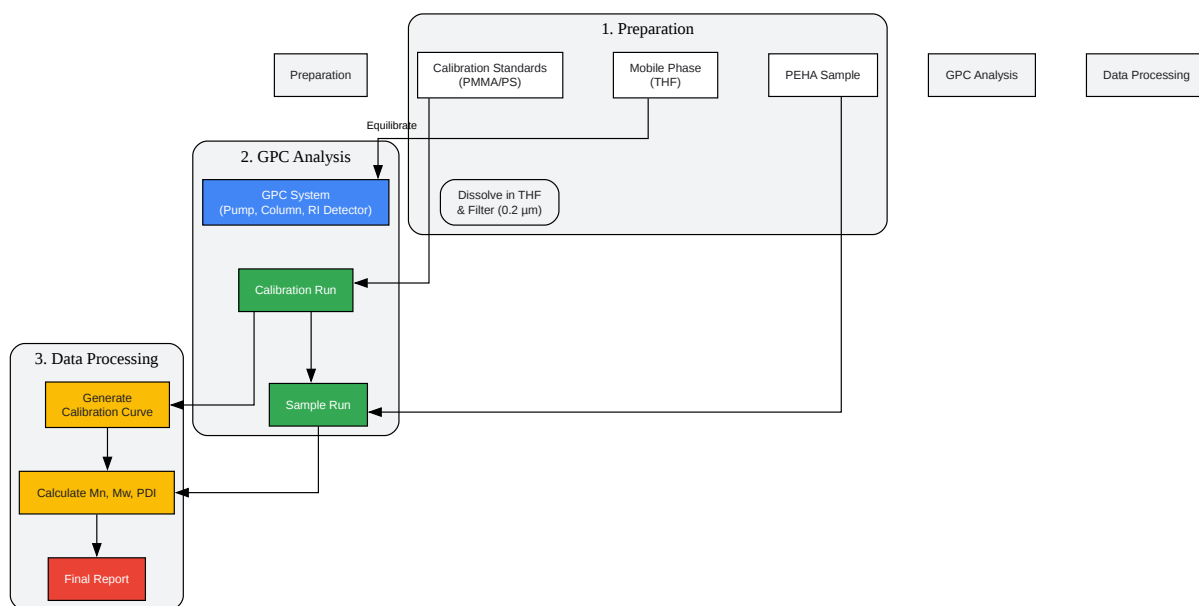 1. Preparation
Preparation
Calibration Standards
(PMMA/PS)
Mobile Phase
(THF)
PEHA Sample
GPC Analysis
Data Processing
Equilibrate
2. GPC Analysis
GPC System
(Pump, Column, RI Detector)
Dissolve in THF
& Filter (0.2 µm)
Calibration Run
3. Data Processing
Generate
Calibration Curve
Sample Run
Calculate Mn, Mw, PDI
Final Report